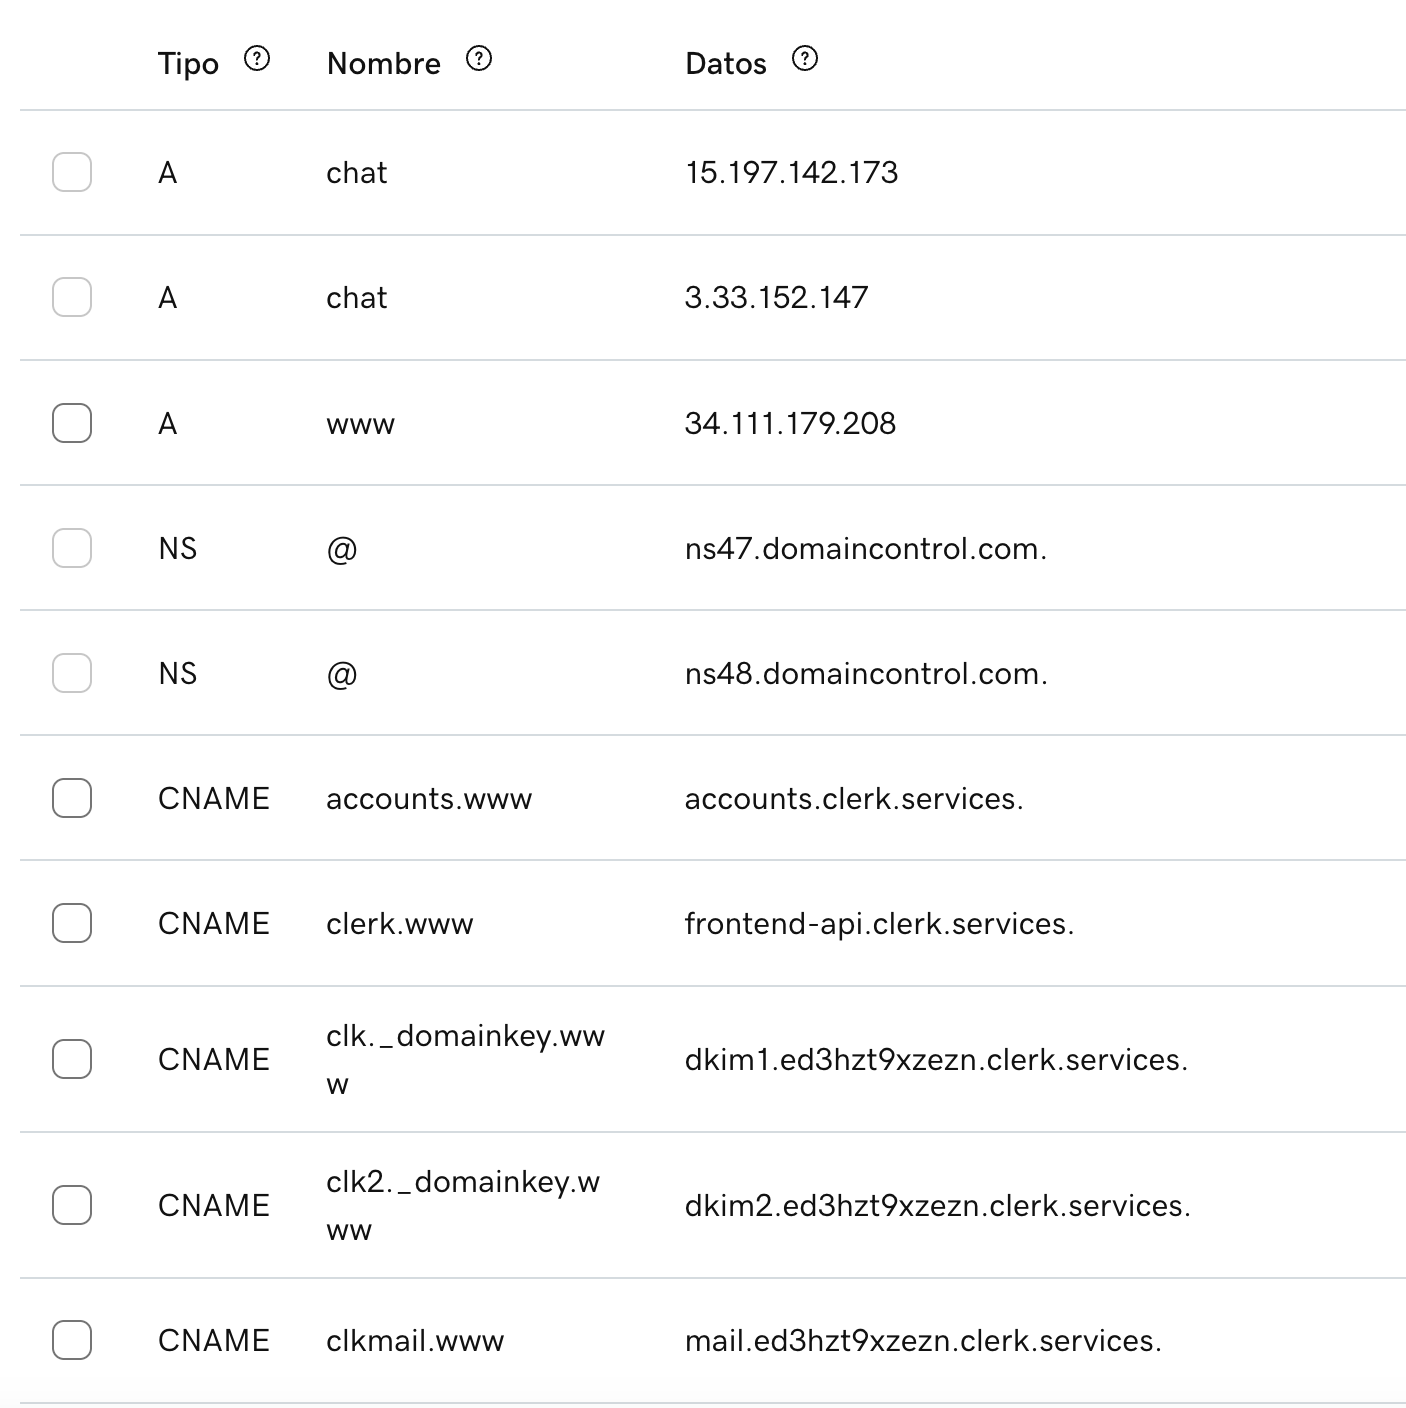 Tipo ? Nombre ? Datos ?
A chat 15.197.142.173
A chat 3.33.152.147
A www 34.111.179.208
NS @ ns47.domaincontrol.com.
NS @ ns48.domaincontrol.com.
CNAME accounts.www accounts.clerk.services.
CNAME clerk.www frontend-api.clerk.services.
CNAME clk._domainkey.ww
w dkim1.ed3hzt9xzezn.clerk.services.
CNAME clk2._domainkey.w
ww dkim2.ed3hzt9xzezn.clerk.services.
CNAME clkmail.www mail.ed3hzt9xzezn.clerk.services.